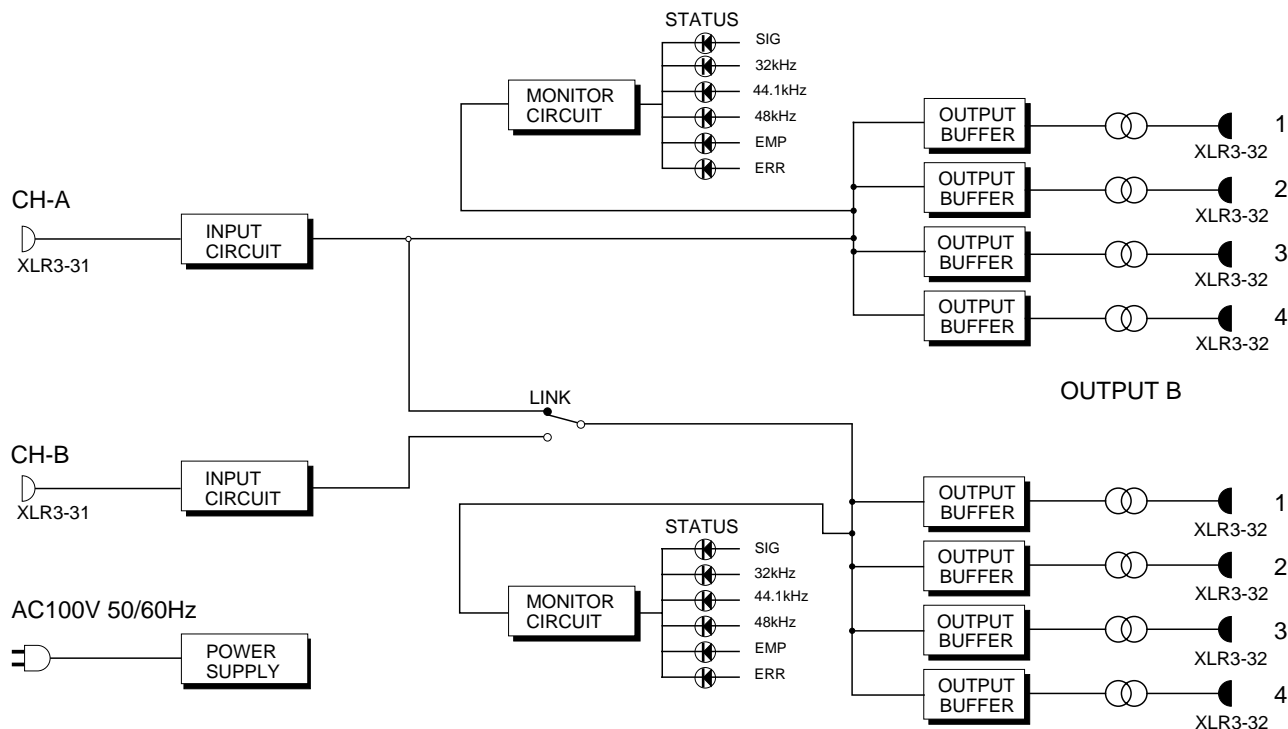 STATUS
SIG
32kHz
44.1kHz
48kHz
EMP
ERR
MONITOR
CIRCUIT
OUTPUT
BUFFER
1
XLR3-32
OUTPUT
BUFFER
2
XLR3-32
OUTPUT
BUFFER
3
XLR3-32
OUTPUT
BUFFER
4
XLR3-32
CH-A
XLR3-31
INPUT
CIRCUIT
OUTPUT B
LINK
CH-B
XLR3-31
INPUT
CIRCUIT
STATUS
SIG
32kHz
44.1kHz
48kHz
EMP
ERR
MONITOR
CIRCUIT
OUTPUT
BUFFER
1
XLR3-32
OUTPUT
BUFFER
2
XLR3-32
OUTPUT
BUFFER
3
XLR3-32
OUTPUT
BUFFER
4
XLR3-32
AC100V 50/60Hz
POWER
SUPPLY